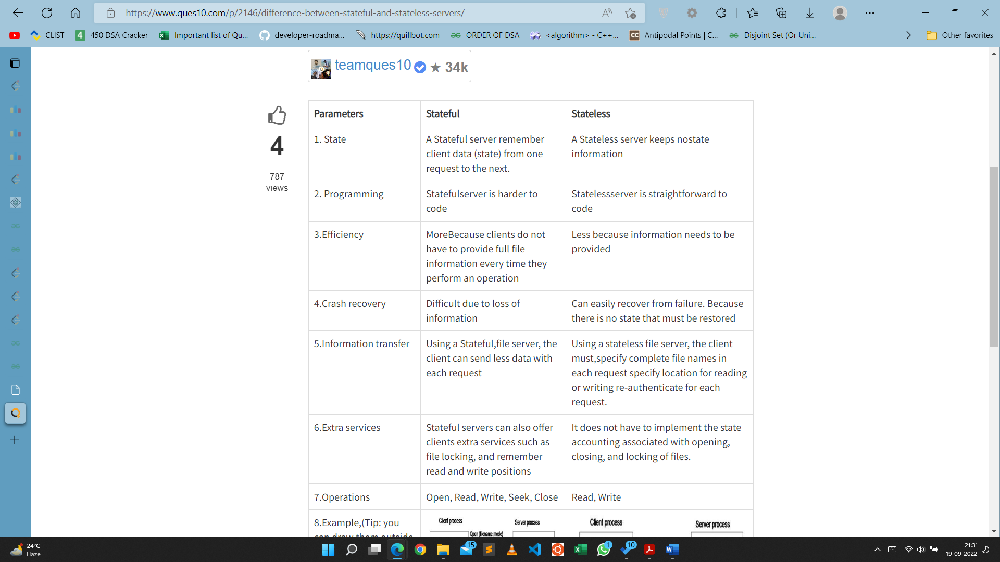 https://www.ques10.com/p/2146/difference-between-stateful-and-stateless-servers/
CLIST
450 DSA Cracker
Important list of Qu...
developer-roadma...
https://quillbot.com
ORDER OF DSA
<algorithm> - C++...
Antipodal Points | C...
Disjoint Set (Or Uni...
Other favorites
teamques10 ★ 34k
4
787
views
Parameters
Stateful
Stateless
1. State
A Stateful server remember
client data (state) from one
request to the next.
A Stateless server keeps nostate
information
2. Programming
Statefulserver is harder to
code
Statelessserver is straightforward to
code
3.Efficiency
MoreBecause clients do not
have to provide full file
information every time they
perform an operation
Less because information needs to be
provided
4.Crash recovery
Difficult due to loss of
information
Can easily recover from failure. Because
there is no state that must be restored
5.Information transfer
Using a Stateful,file server, the
client can send less data with
each request
Using a stateless file server, the client
must,specify complete file names in
each request specify location for reading
or writing re-authenticate for each
request.
6.Extra services
Stateful servers can also offer
clients extra services such as
file locking, and remember
read and write positions
It does not have to implement the state
accounting associated with opening,
closing, and locking of files.
7.Operations
Open, Read, Write, Seek, Close
Read, Write
8.Example,(Tip: you
can draw them outside
Client process
Server process
Open (filename,mode)
Client process
Server process
24°C
Haze
15
1
10
21:31
19-09-2022